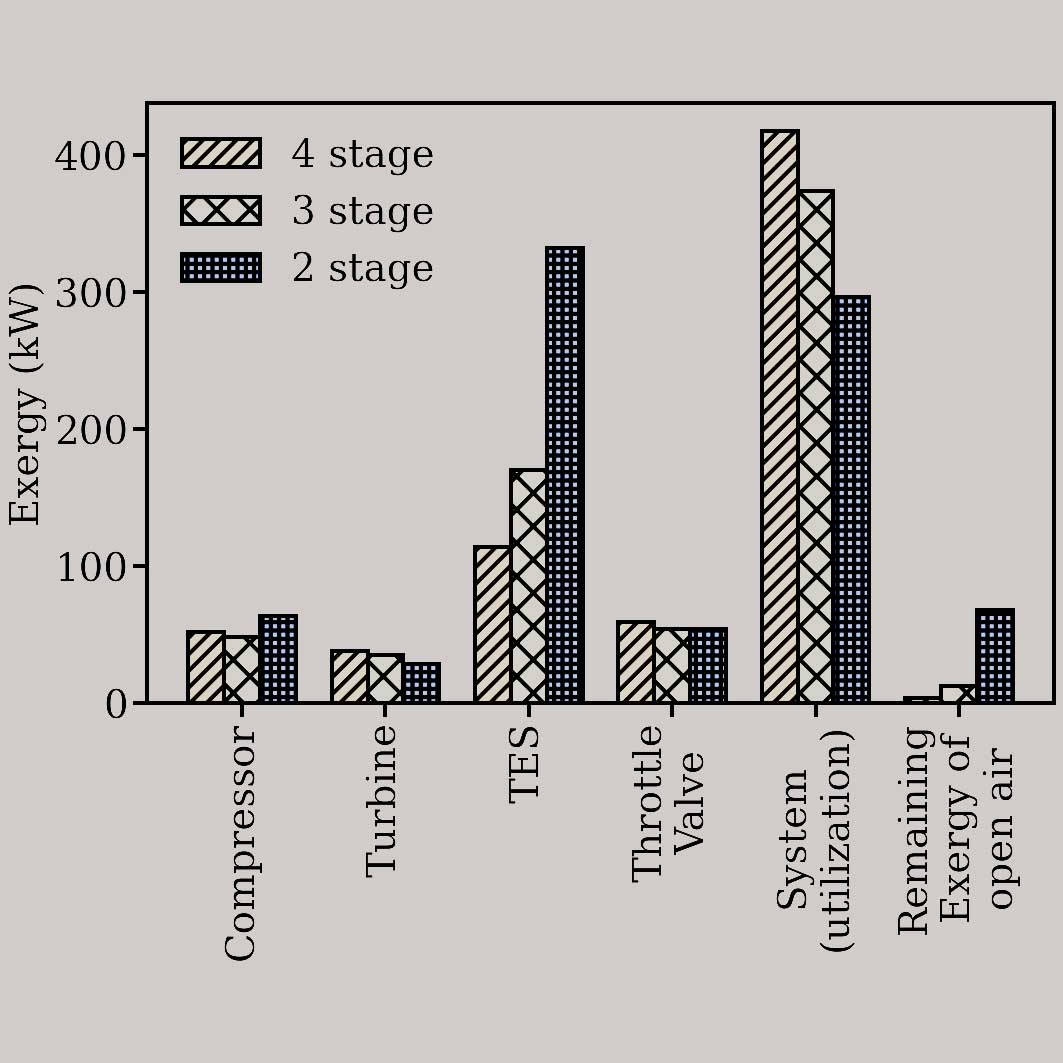 4 stage
3 stage
2 stage
Exergy (kW)
400
300
200
100
0
Compressor
Turbine
TES
Throttle
Valve
System
(utilization)
Remaining
Exergy of
open air